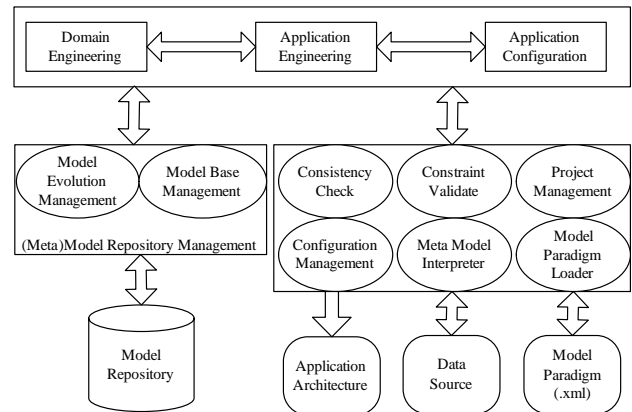 Domain
Engineering
Application
Engineering
Application
Configuration
Model
Evolution
Management
Model Base
Management
(Meta)Model Repository Management
Consistency
Check
Constraint
Validate
Project
Management
Configuration
Management
Meta Model
Interpreter
Model
Paradigm
Loader
Model
Repository
Application
Architecture
Data
Source
Model
Paradigm
(.xml)